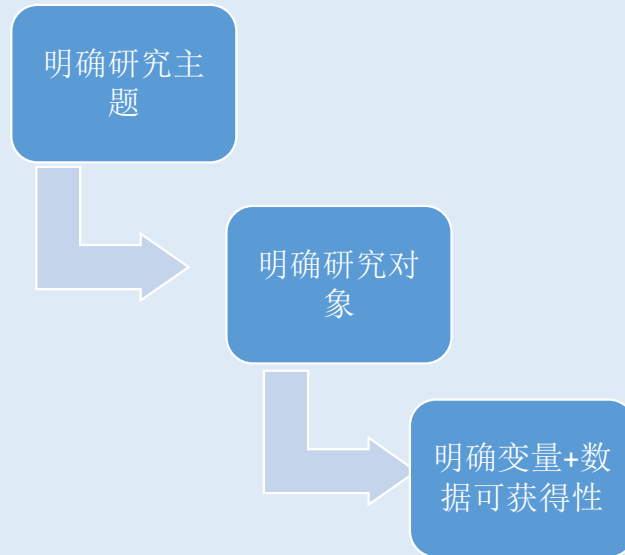 明确研究主
题
明确研究对
象
明确变量+数
据可获得性